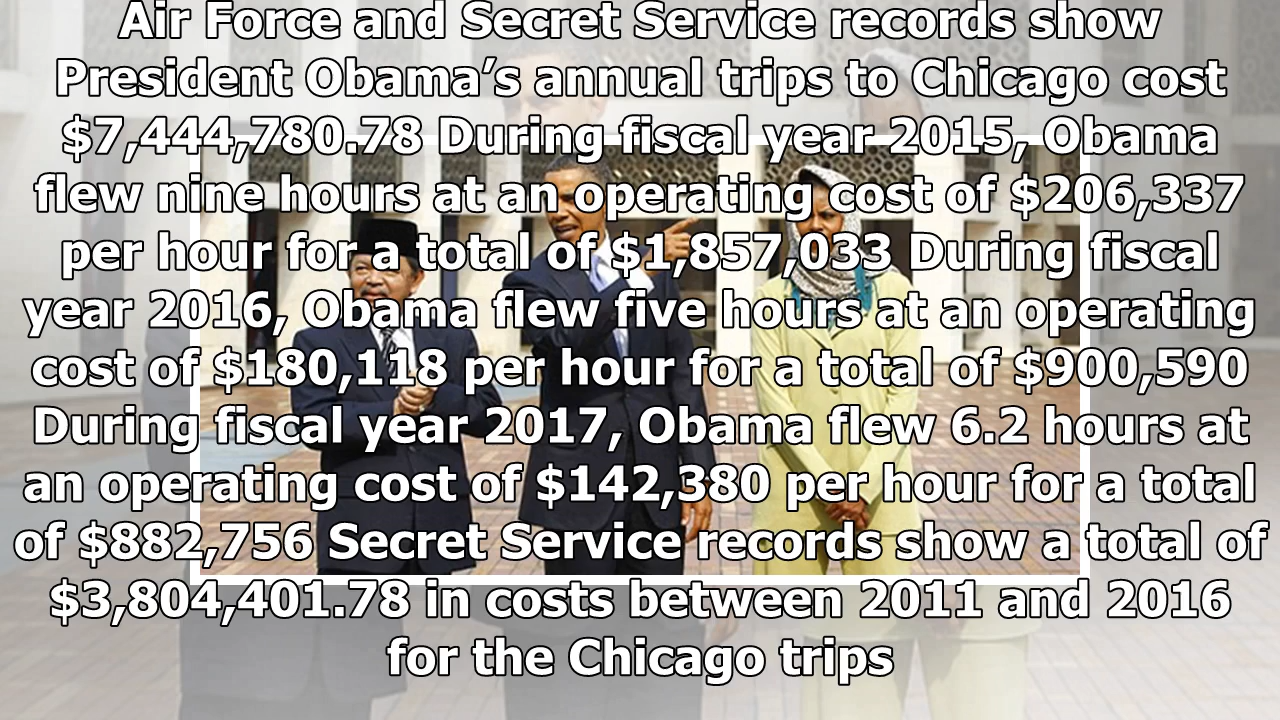 Air Force and Secret Service records show
President Obama’s annual trips to Chicago cost
$7,444,780.78 During fiscal year 2015, Obama
flew nine hours at an operating cost of $206,337
per hour for a total of $1,857,033 During fiscal
year 2016, Obama flew five hours at an operating
cost of $180,118 per hour for a total of $900,590
During fiscal year 2017, Obama flew 6.2 hours at
an operating cost of $142,380 per hour for a total
of $882,756 Secret Service records show a total of
$3,804,401.78 in costs between 2011 and 2016
for the Chicago trips